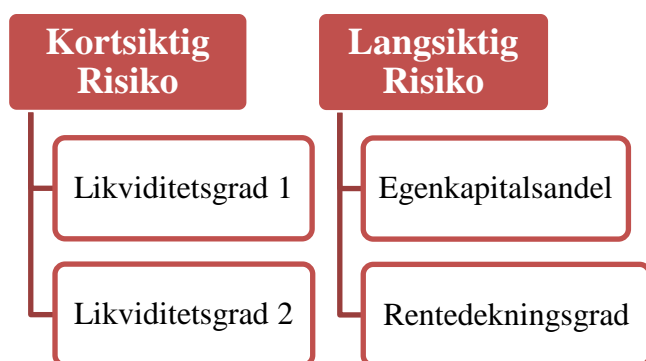 Kortsiktig
Risiko
Likviditetsgrad 1
Likviditetsgrad 2
Langsiktig
Risiko
Egenkapitalsandel
Rentedekningsgrad